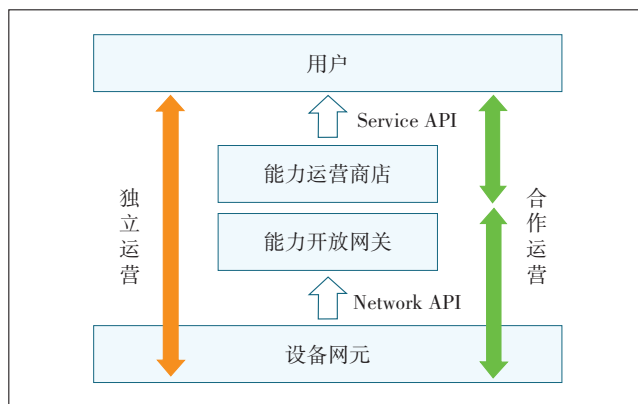 用户
Service API
能力运营商店
独立运营
合作运营
能力开放网关
Network API
设备网元